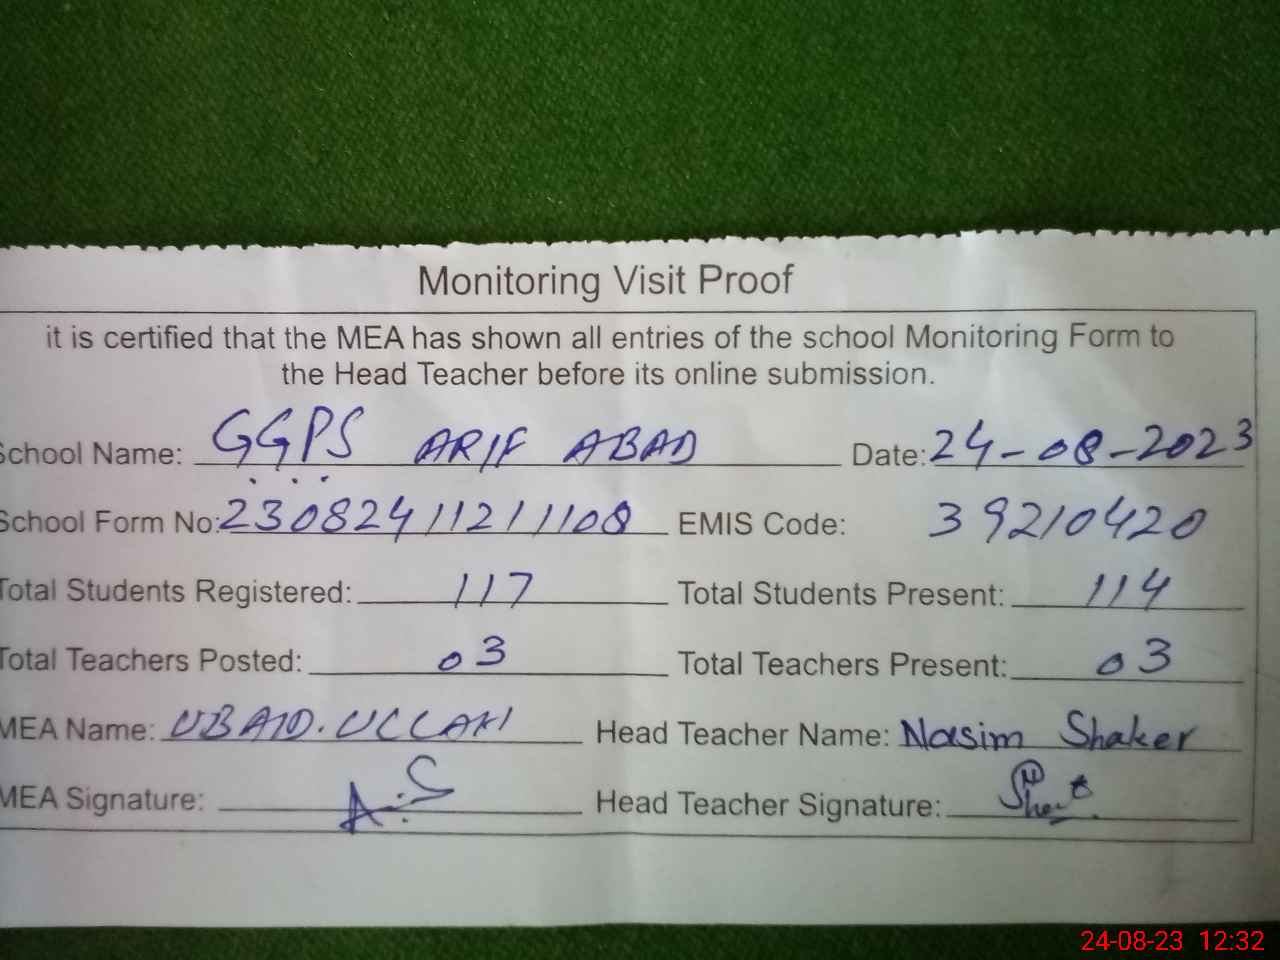 Monitoring Visit Proof
it is certified that the MEA has shown all entries of the school Monitoring Form to
the Head Teacher before its online submission.
School Name: GGPS ARIF ABAD Date: 24-08-2023
School Form No: 23082411211108 EMIS Code: 39210420
Total Students Registered: 117 Total Students Present: 114
Total Teachers Posted: 03 Total Teachers Present: 03
MEA Name: UBAID.ULLAH Head Teacher Name: Nasim Shaker
MEA Signature: Head Teacher Signature:
24-08-23 12:32